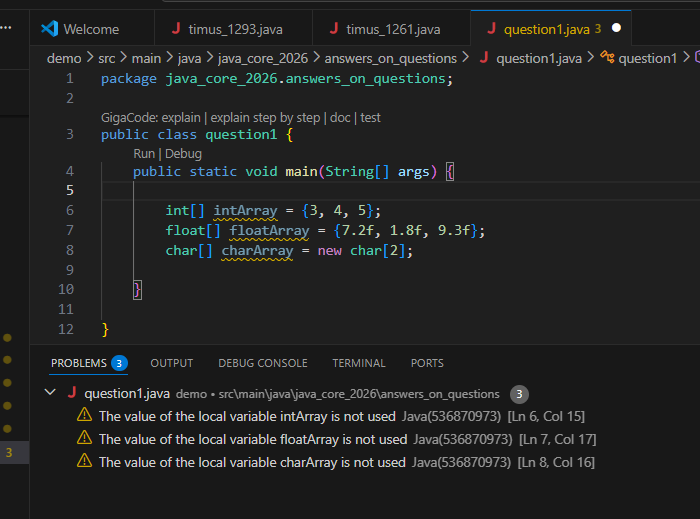 Welcome
J timus_1293.java
J timus_1261.java
J question1.java 3
demo > src > main > java > java_core_2026 > answers_on_questions > J question1.java > question1 >
1 package java_core_2026.answers_on_questions;
2
GigaCode: explain | explain step by step | doc | test
3 public class question1 {
Run | Debug
4 public static void main(String[] args) {
5
6 int[] intArray = {3, 4, 5};
7 float[] floatArray = {7.2f, 1.8f, 9.3f};
8 char[] charArray = new char[2];
9
10 }
11
12 }
PROBLEMS 3 OUTPUT DEBUG CONSOLE TERMINAL PORTS
J question1.java demo • src\main\java\java_core_2026\answers_on_questions 3
The value of the local variable intArray is not used Java(536870973) [Ln 6, Col 15]
The value of the local variable floatArray is not used Java(536870973) [Ln 7, Col 17]
The value of the local variable charArray is not used Java(536870973) [Ln 8, Col 16]
3